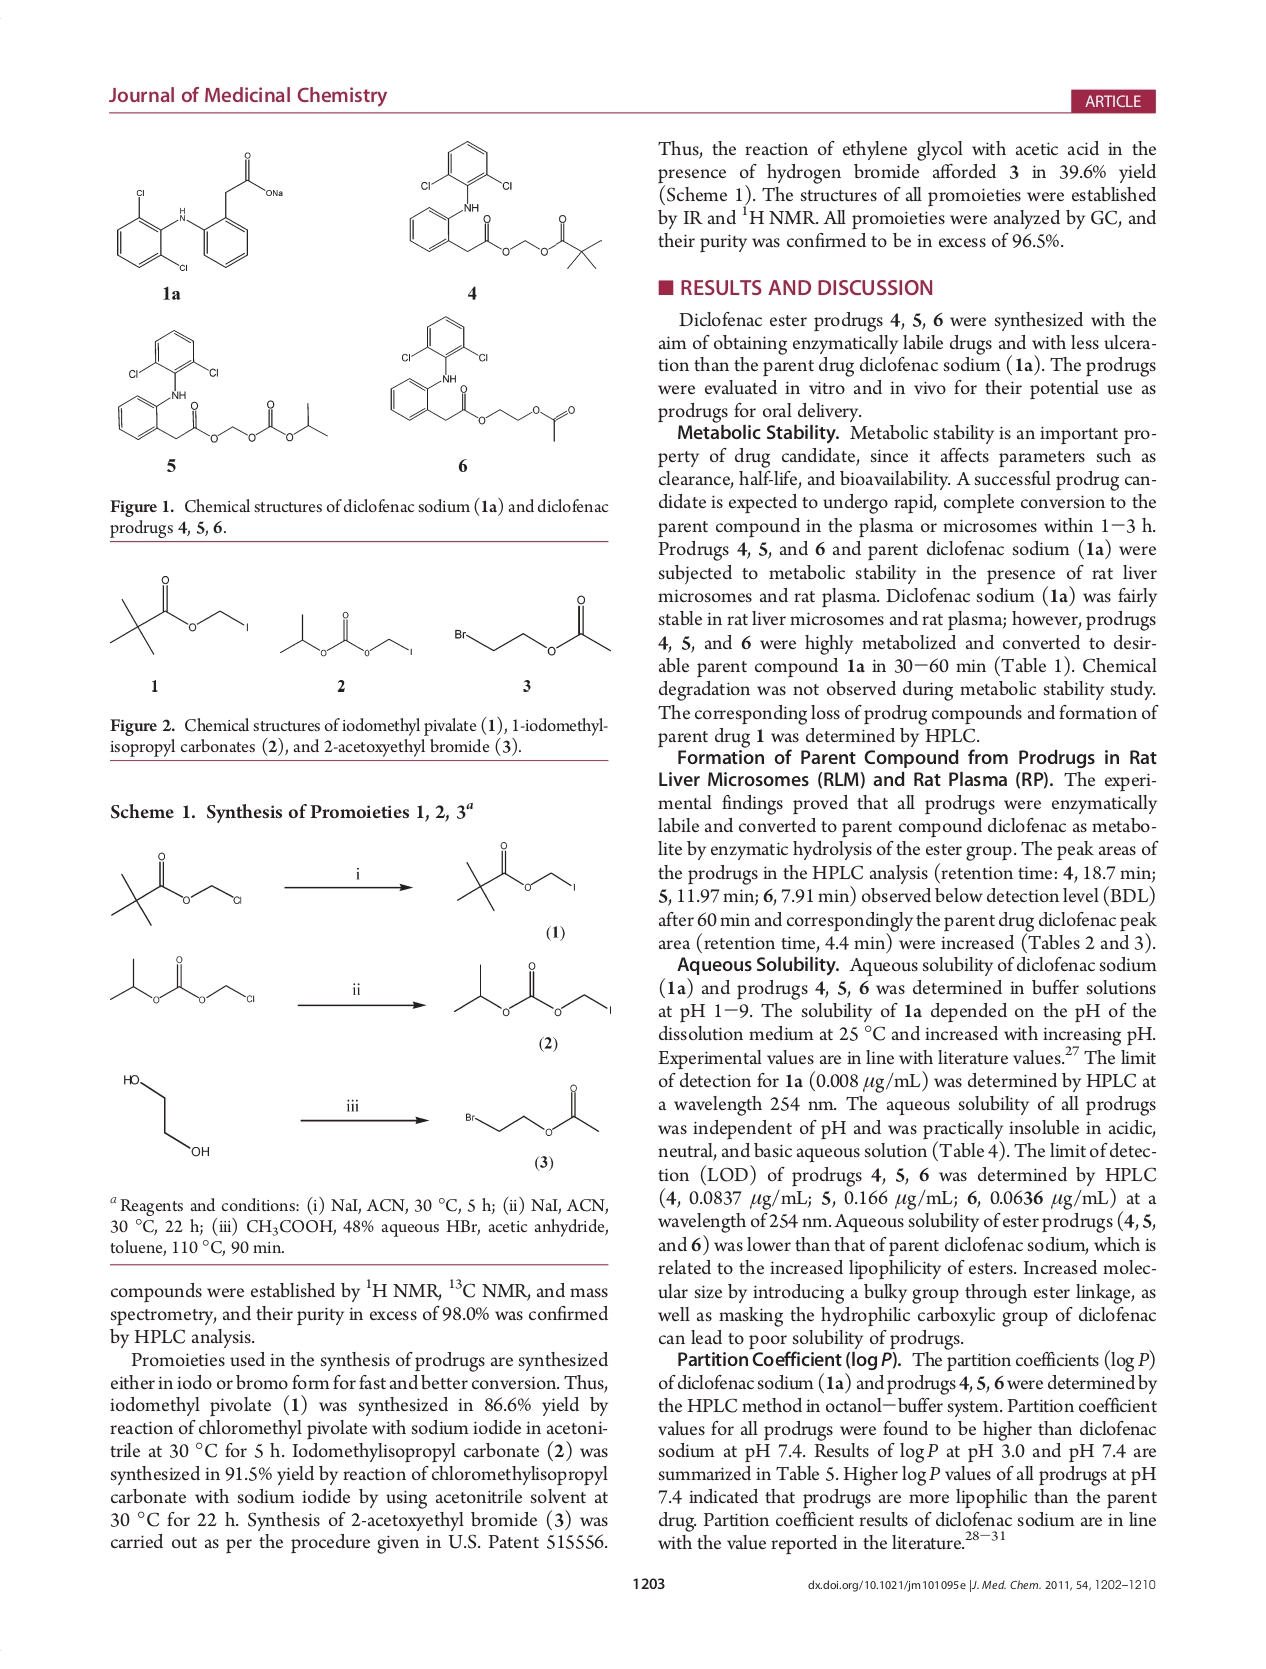 Journal of Medicinal Chemistry
ARTICLE
O
Cl
ONa
H
N
Cl
1a
Cl
Cl
NH
O
O
O
O
4
Cl
Cl
NH
O
O
O
O
O
5
Cl
Cl
NH
O
O
O
O
6
Figure 1. Chemical structures of diclofenac sodium (1a) and diclofenac
prodrugs 4, 5, 6.
O
O
I
1
O
O
O
I
2
Br
O
O
3
Figure 2. Chemical structures of iodomethyl pivalate (1), 1-iodomethyl-
isopropyl carbonates (2), and 2-acetoxyethyl bromide (3).
Scheme 1. Synthesis of Promoieties 1, 2, 3a
O
O
Cl
i
O
O
I
(1)
O
O
O
Cl
ii
O
O
O
I
(2)
HO
OH
iii
Br
O
O
(3)
a Reagents and conditions: (i) NaI, ACN, 30 °C, 5 h; (ii) NaI, ACN,
30 °C, 22 h; (iii) CH3COOH, 48% aqueous HBr, acetic anhydride,
toluene, 110 °C, 90 min.
compounds were established by 1H NMR, 13C NMR, and mass
spectrometry, and their purity in excess of 98.0% was confirmed
by HPLC analysis.
Promoieties used in the synthesis of prodrugs are synthesized
either in iodo or bromo form for fast and better conversion. Thus,
iodomethyl pivolate (1) was synthesized in 86.6% yield by
reaction of chloromethyl pivolate with sodium iodide in acetoni-
trile at 30 °C for 5 h. Iodomethylisopropyl carbonate (2) was
synthesized in 91.5% yield by reaction of chloromethylisopropyl
carbonate with sodium iodide by using acetonitrile solvent at
30 °C for 22 h. Synthesis of 2-acetoxyethyl bromide (3) was
carried out as per the procedure given in U.S. Patent 515556.
Thus, the reaction of ethylene glycol with acetic acid in the
presence of hydrogen bromide afforded 3 in 39.6% yield
(Scheme 1). The structures of all promoieties were established
by IR and 1H NMR. All promoieties were analyzed by GC, and
their purity was confirmed to be in excess of 96.5%.
■ RESULTS AND DISCUSSION
Diclofenac ester prodrugs 4, 5, 6 were synthesized with the
aim of obtaining enzymatically labile drugs and with less ulcera-
tion than the parent drug diclofenac sodium (1a). The prodrugs
were evaluated in vitro and in vivo for their potential use as
prodrugs for oral delivery.
Metabolic Stability. Metabolic stability is an important pro-
perty of drug candidate, since it affects parameters such as
clearance, half-life, and bioavailability. A successful prodrug can-
didate is expected to undergo rapid, complete conversion to the
parent compound in the plasma or microsomes within 1−3 h.
Prodrugs 4, 5, and 6 and parent diclofenac sodium (1a) were
subjected to metabolic stability in the presence of rat liver
microsomes and rat plasma. Diclofenac sodium (1a) was fairly
stable in rat liver microsomes and rat plasma; however, prodrugs
4, 5, and 6 were highly metabolized and converted to desir-
able parent compound 1a in 30−60 min (Table 1). Chemical
degradation was not observed during metabolic stability study.
The corresponding loss of prodrug compounds and formation of
parent drug 1 was determined by HPLC.
Formation of Parent Compound from Prodrugs in Rat
Liver Microsomes (RLM) and Rat Plasma (RP). The experi-
mental findings proved that all prodrugs were enzymatically
labile and converted to parent compound diclofenac as metabo-
lite by enzymatic hydrolysis of the ester group. The peak areas of
the prodrugs in the HPLC analysis (retention time: 4, 18.7 min;
5, 11.97 min; 6, 7.91 min) observed below detection level (BDL)
after 60 min and correspondingly the parent drug diclofenac peak
area (retention time, 4.4 min) were increased (Tables 2 and 3).
Aqueous Solubility. Aqueous solubility of diclofenac sodium
(1a) and prodrugs 4, 5, 6 was determined in buffer solutions
at pH 1−9. The solubility of 1a depended on the pH of the
dissolution medium at 25 °C and increased with increasing pH.
Experimental values are in line with literature values.27 The limit
of detection for 1a (0.008 μg/mL) was determined by HPLC at
a wavelength 254 nm. The aqueous solubility of all prodrugs
was independent of pH and was practically insoluble in acidic,
neutral, and basic aqueous solution (Table 4). The limit of detec-
tion (LOD) of prodrugs 4, 5, 6 was determined by HPLC
(4, 0.0837 μg/mL; 5, 0.166 μg/mL; 6, 0.0636 μg/mL) at a
wavelength of 254 nm. Aqueous solubility of ester prodrugs (4, 5,
and 6) was lower than that of parent diclofenac sodium, which is
related to the increased lipophilicity of esters. Increased molec-
ular size by introducing a bulky group through ester linkage, as
well as masking the hydrophilic carboxylic group of diclofenac
can lead to poor solubility of prodrugs.
Partition Coefficient (log P). The partition coefficients (log P)
of diclofenac sodium (1a) and prodrugs 4, 5, 6 were determined by
the HPLC method in octanol−buffer system. Partition coefficient
values for all prodrugs were found to be higher than diclofenac
sodium at pH 7.4. Results of log P at pH 3.0 and pH 7.4 are
summarized in Table 5. Higher log P values of all prodrugs at pH
7.4 indicated that prodrugs are more lipophilic than the parent
drug. Partition coefficient results of diclofenac sodium are in line
with the value reported in the literature.28−31
1203
dx.doi.org/10.1021/jm101095e |J. Med. Chem. 2011, 54, 1202–1210